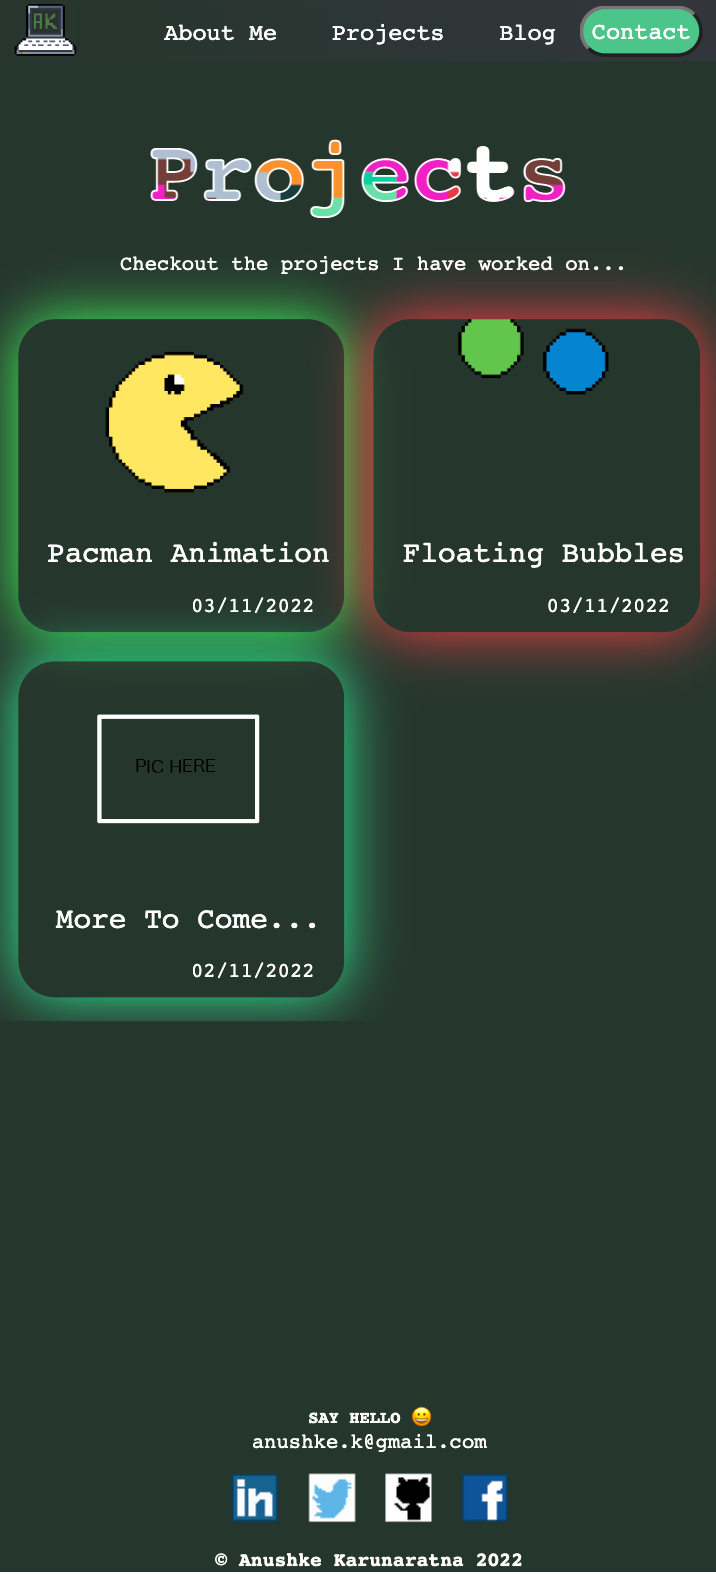 AK
About Me Projects Blog Contact
Projects
Checkout the projects I have worked on...
Pacman Animation
03/11/2022
Floating Bubbles
03/11/2022
PIC HERE
More To Come...
02/11/2022
SAY HELLO 😀
anushke.k@gmail.com
in
f
© Anushke Karunaratna 2022